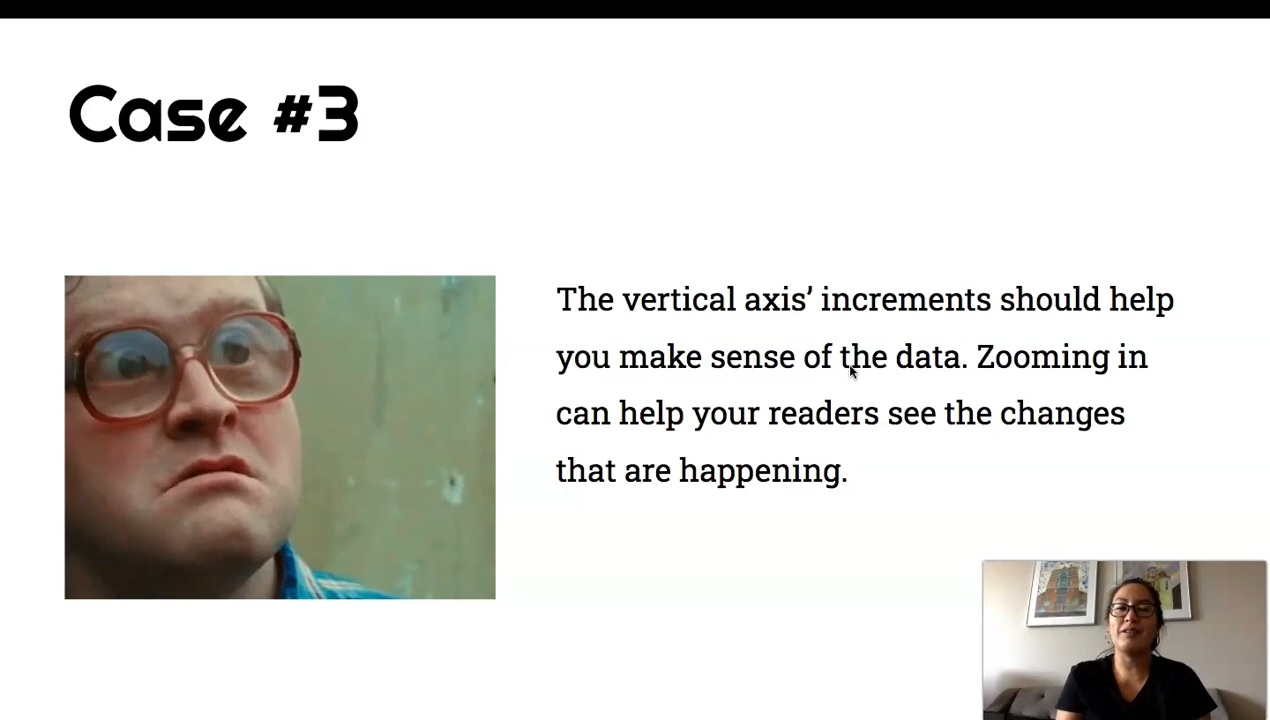 Case #3
The vertical axis’ increments should help
you make sense of the data. Zooming in
can help your readers see the changes
that are happening.